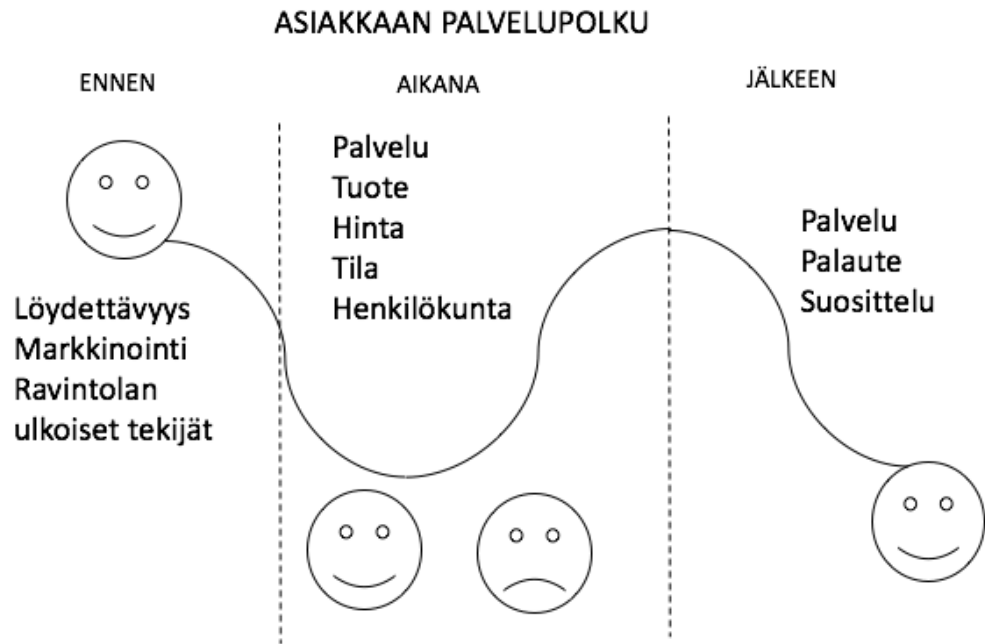 ASIAKKAAN PALVELUPOLKU
ENNEN
AIKANA
JÄLKEEN
Löydettävyys
Markkinointi
Ravintolan
ulkoiset tekijät
Palvelu
Tuote
Hinta
Tila
Henkilökunta
Palvelu
Palaute
Suosittelu